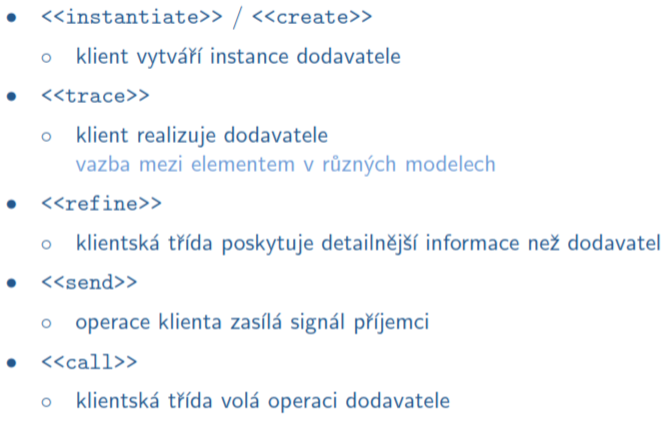 • <<instantiate>> / <<create>>
◦ klient vytváří instance dodavatele
• <<trace>>
◦ klient realizuje dodavatele
vazba mezi elementem v různých modelech
• <<refine>>
◦ klientská třída poskytuje detailnější informace než dodavatel
• <<send>>
◦ operace klienta zasílá signál příjemci
• <<call>>
◦ klientská třída volá operaci dodavatele